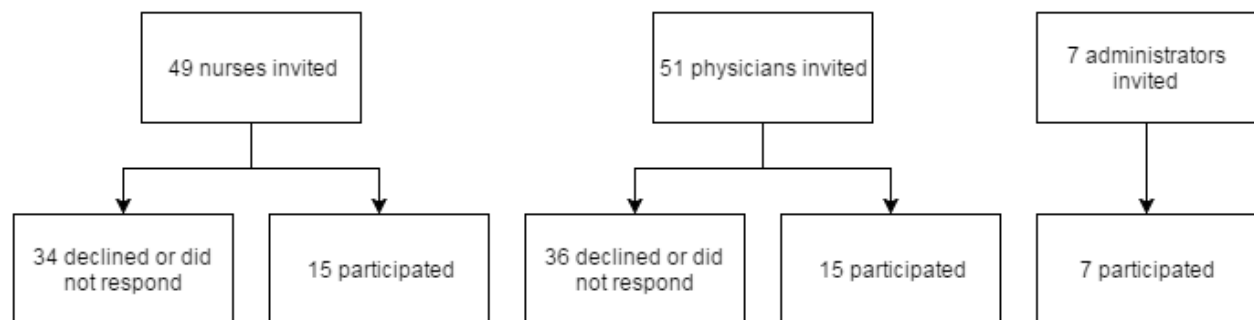 49 nurses invited
51 physicians invited
7 administrators
invited
34 declined or did
not respond
15 participated
36 declined or did
not respond
15 participated
7 participated